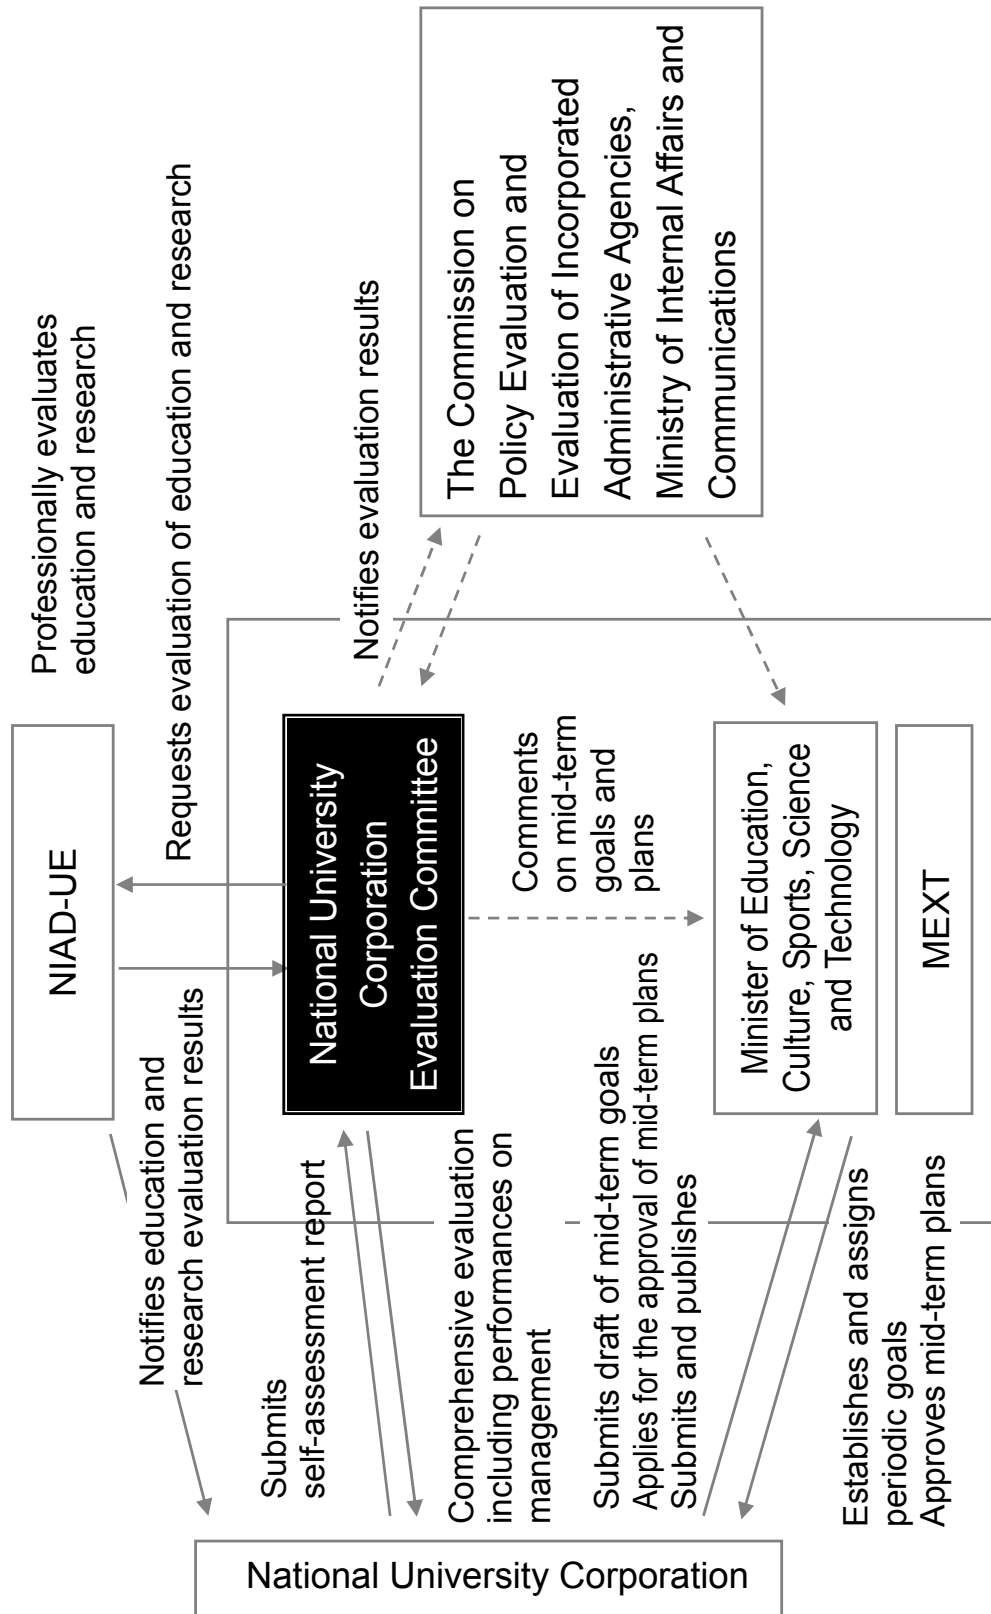 NIAD-UE
Professionally evaluates
education and research
Notifies education and
research evaluation results
Requests evaluation of education and research
Submits
self-assessment report
National University
Corporation
Evaluation Committee
Notifies evaluation results
National University Corporation
Comprehensive evaluation
including performances on
management
Comments
on mid-term
goals and
plans
The Commission on
Policy Evaluation and
Evaluation of Incorporated
Administrative Agencies,
Ministry of Internal Affairs and
Communications
Submits draft of mid-term goals
Applies for the approval of mid-term plans
Submits and publishes
Minister of Education,
Culture, Sports, Science
and Technology
Establishes and assigns
periodic goals
Approves mid-term plans
MEXT